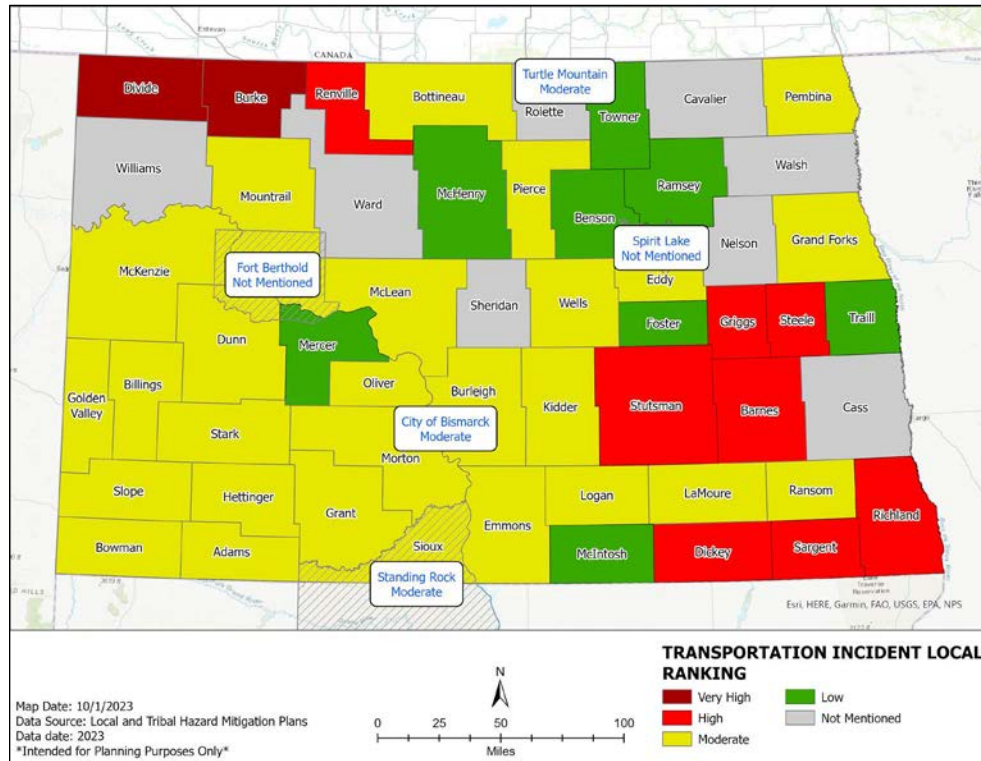 Estevan
CANADA
Divide
Burke
Renville
Bottineau
Turtle Mountain
Moderate
Rolette
Towner
Cavalier
Pembina
Williams
Mountrail
Ward
McHenry
Pierce
Benson
Ramsey
Walsh
Nelson
Grand Forks
Spirit Lake
Not Mentioned
Eddy
McKenzie
Fort Berthold
Not Mentioned
McLean
Sheridan
Wells
Foster
Griggs
Steele
Traill
Dunn
Mercer
Oliver
Golden
Valley
Billings
Burleigh
Kidder
Stutsman
Barnes
Cass
Stark
City of Bismarck
Moderate
Morton
Slope
Hettinger
Grant
Emmons
Logan
LaMoure
Ransom
Richland
Bowman
Adams
Sioux
McIntosh
Dickey
Sargent
Standing Rock
Moderate
Esri, HERE, Garmin, FAO, USGS, EPA, NPS
TRANSPORTATION INCIDENT LOCAL
RANKING
Very High
High
Moderate
Low
Not Mentioned
N
0 25 50 100
Miles
Map Date: 10/1/2023
Data Source: Local and Tribal Hazard Mitigation Plans
Data date: 2023
*Intended for Planning Purposes Only*